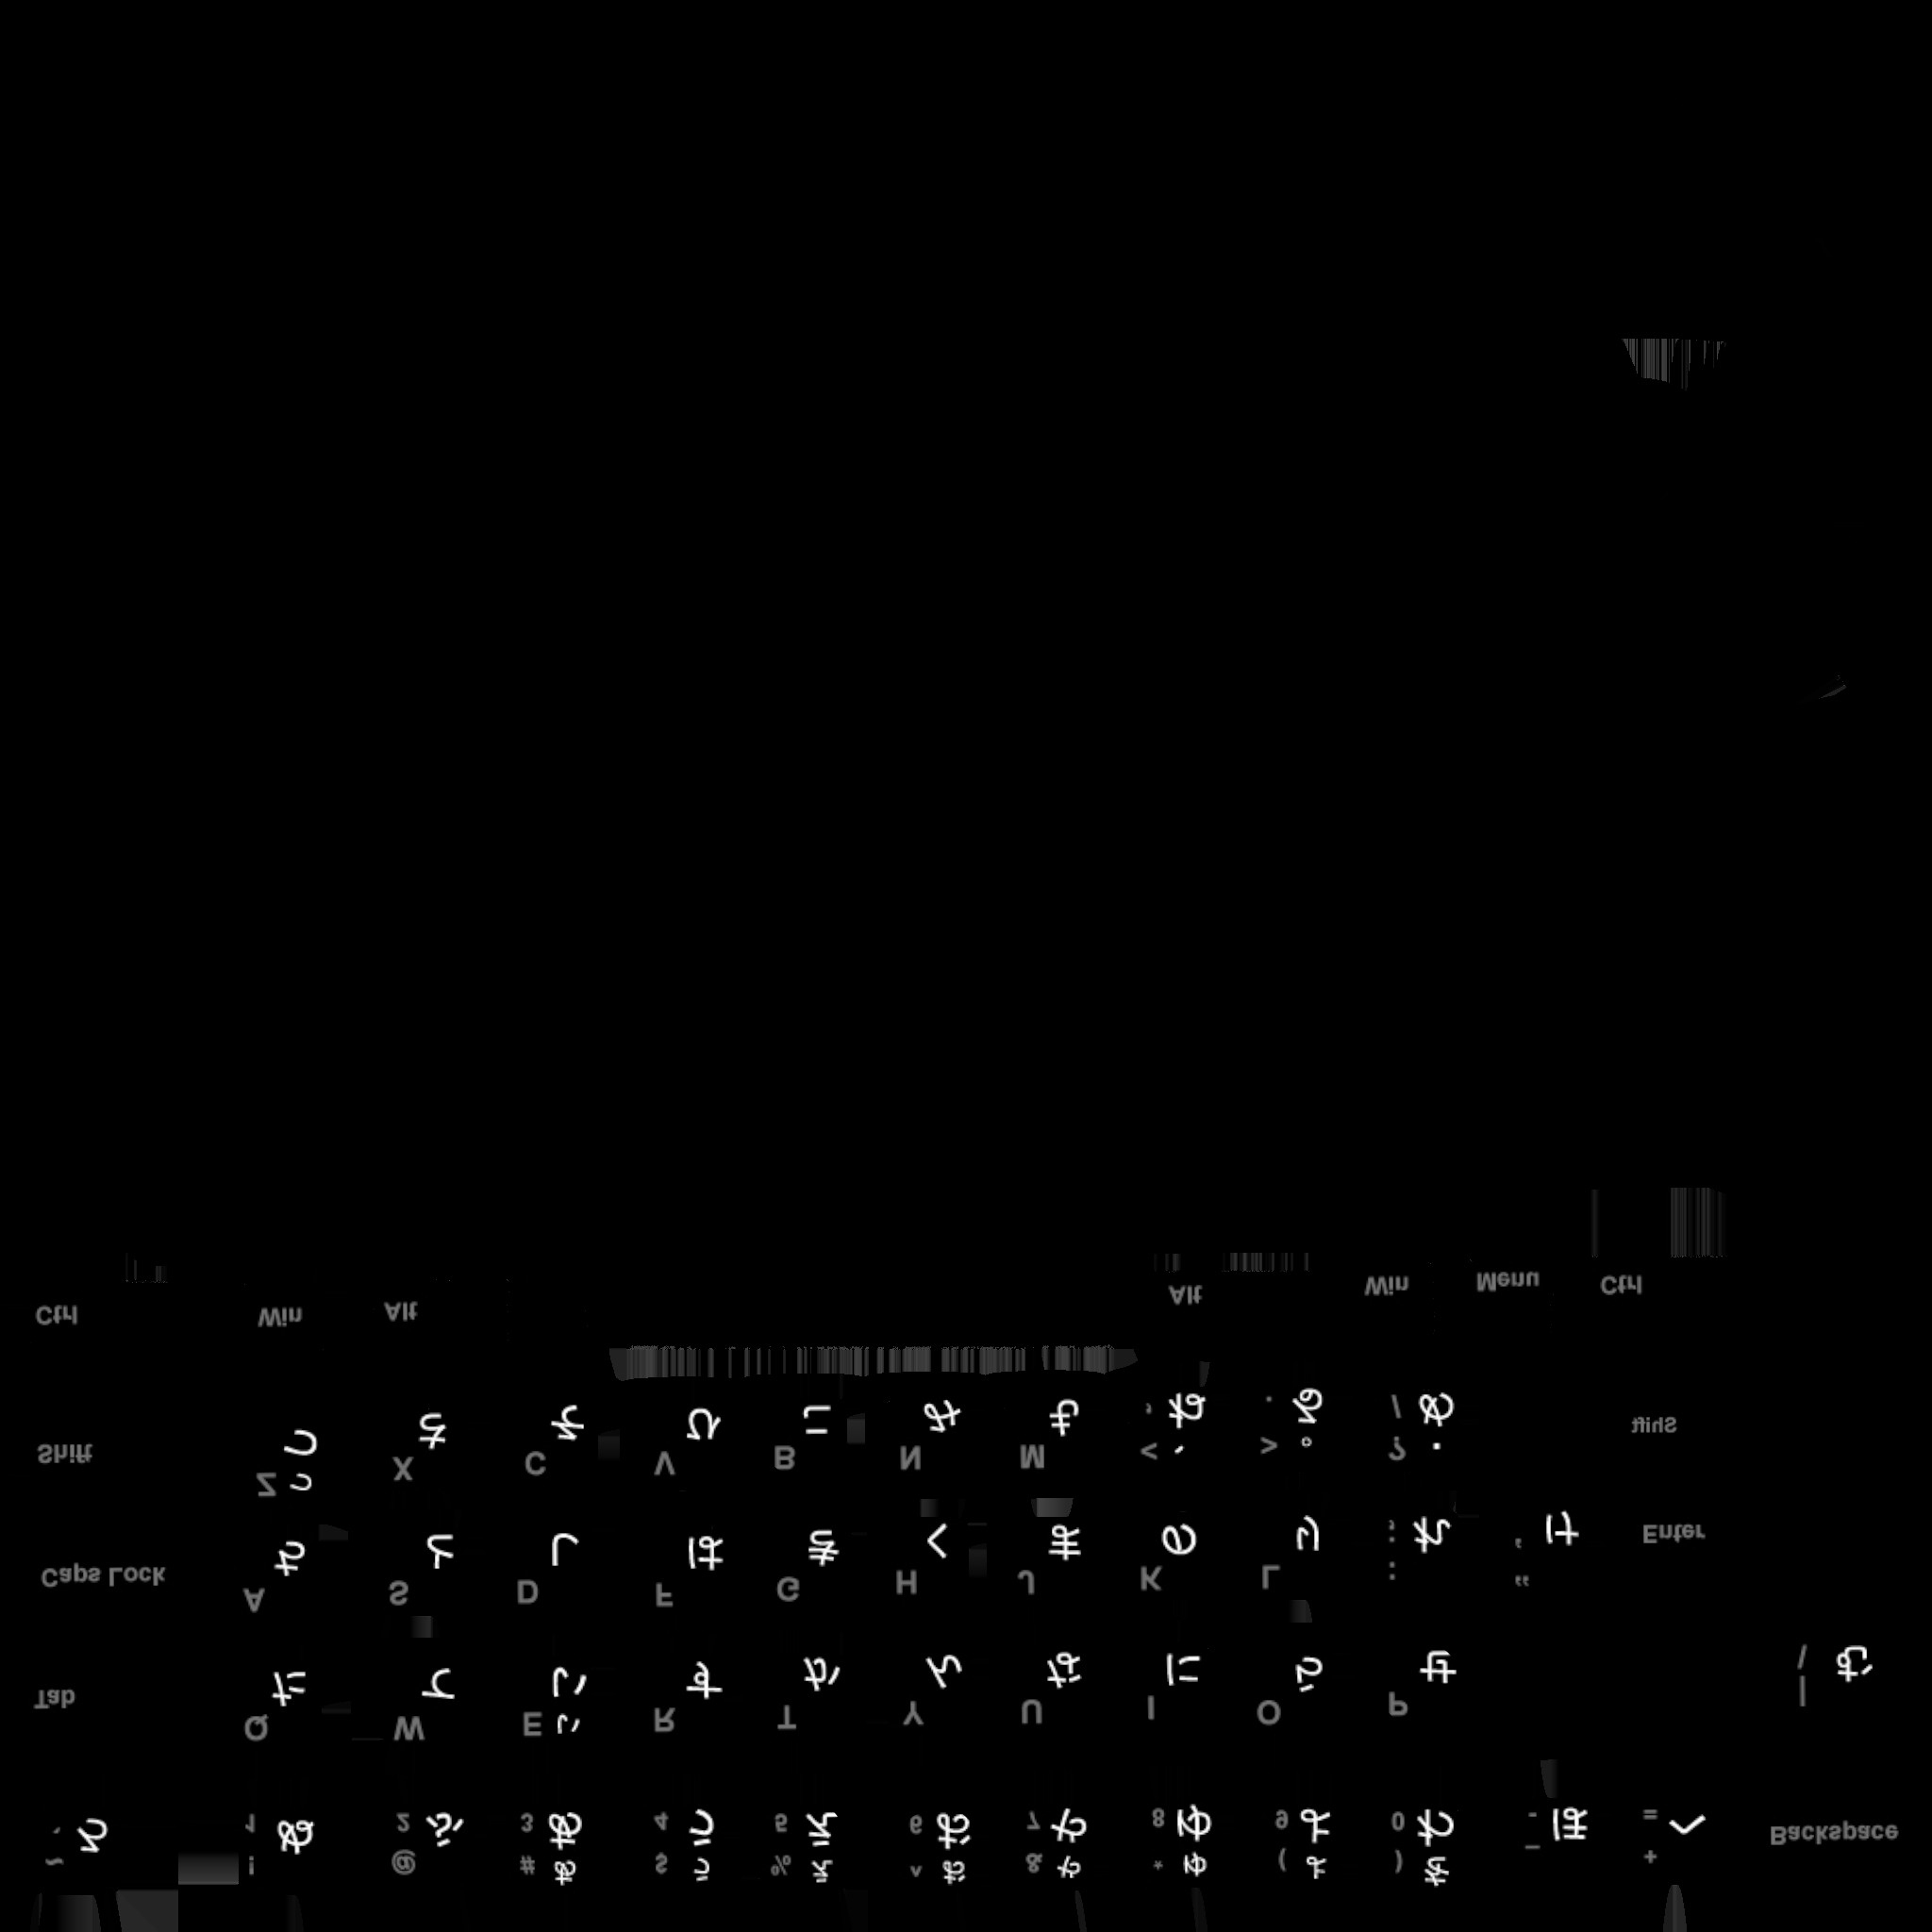 ~ ! @ # ぁ $ ぅ % ぇ ^ ぉ & ゃ * ゅ ( ょ ) を _ +
` ろ 1 ぬ 2 ふ 3 あ 4 う 5 え 6 お 7 や 8 ゆ 9 よ 0 わ - ほ = へ Backspace
Q W E ぃ R T Y U I O P |
Tab た て い す か ん な に ら せ \ む
A S D F G H J K L : "
Caps Lock ち と し は き く ま の り ; れ ' け Enter
Z っ X C V B N M < 、 > 。 ? ・
Shift つ さ そ ひ こ み も , ね . る / め Shift
Ctrl Win Alt Alt Win Menu Ctrl